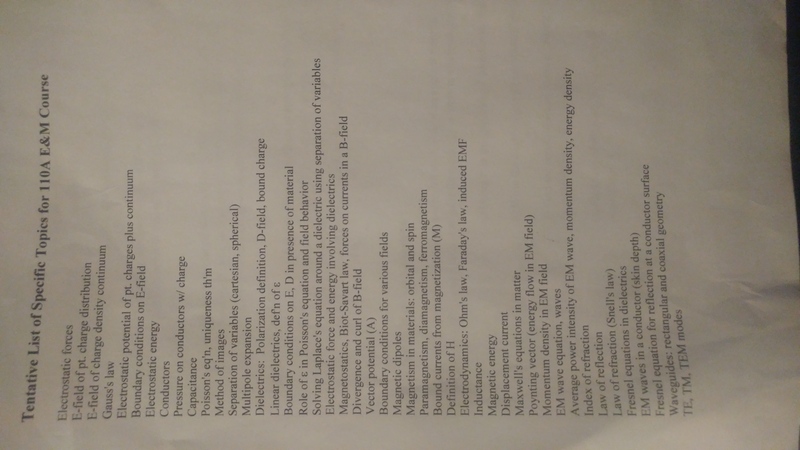 Tentative List of Specific Topics for 110A E&M Course
Electrostatic forces
E-field of pt. charge distribution
E-field of charge density continuum
Gauss's law
Electrostatic potential of pt. charges plus continuum
Boundary conditions on E-field
Electrostatic energy
Conductors
Pressure on conductors w/ charge
Capacitance
Poisson's eq'n, uniqueness th'm
Method of images
Separation of variables (cartesian, spherical)
Multipole expansion
Dielectrics: Polarization definition, D-field, bound charge
Linear dielectrics, def'n of ε
Boundary conditions on E, D in presence of material
Role of ε in Poisson's equation and field behavior
Solving Laplace's equation around a dielectric using separation of variables
Electrostatic force and energy involving dielectrics
Magnetostatics, Biot-Savart law, forces on currents in a B-field
Divergence and curl of B-field
Vector potential (A)
Boundary conditions for various fields
Magnetic dipoles
Magnetism in materials: orbital and spin
Paramagnetism, diamagnetism, ferromagnetism
Bound currents from magnetization (M)
Definition of H
Electrodynamics: Ohm's law, Faraday's law, induced EMF
Inductance
Magnetic energy
Displacement current
Maxwell's equations in matter
Poynting vector (energy flow in EM field)
Momentum density in EM field
EM wave equation, waves
Average power intensity of EM wave, momentum density, energy density
Index of refraction
Law of reflection
Law of refraction (Snell's law)
Fresnel equations in dielectrics
EM waves in a conductor (skin depth)
Fresnel equation for reflection at a conductor surface
Waveguides: rectangular and coaxial geometry
TE, TM, TEM modes